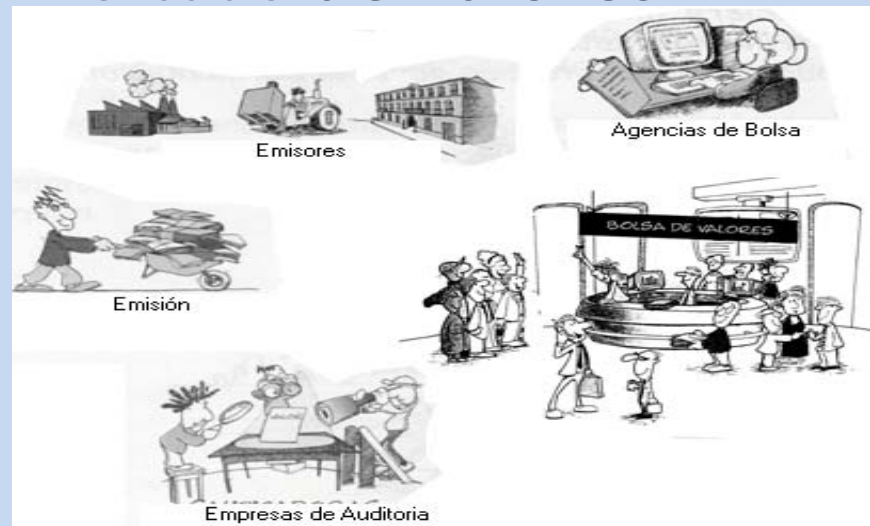 Emisores
Agencias de Bolsa
BOLSA DE VALORES
Emisión
Empresas de Auditoria